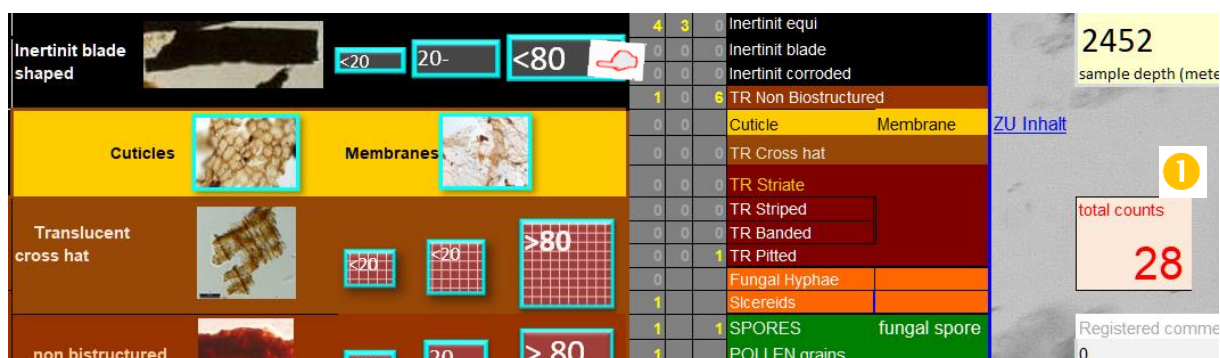 Inertinit blade
shaped
<20
20-
<80
Cuticles
Membranes
Translucent
cross hat
<20
<20
>80
non bistructured
20
> 80
4 3 0 Inertinit equi
0 0 0 Inertinit blade
0 0 0 Inertinit corroded
1 0 6 TR Non Biostructured
0 0 Cuticle Membrane
0 0 0 TR Cross hat
0 0 0 TR Striate
0 0 0 TR Striped
0 0 0 TR Banded
0 0 1 TR Pitted
0 Fungal Hyphae
1 Slcereids
1 1 SPORES fungal spore
1 POLLEN grains
ZU Inhalt
2452
sample depth (mete
1
total counts
28
Registered comme
0